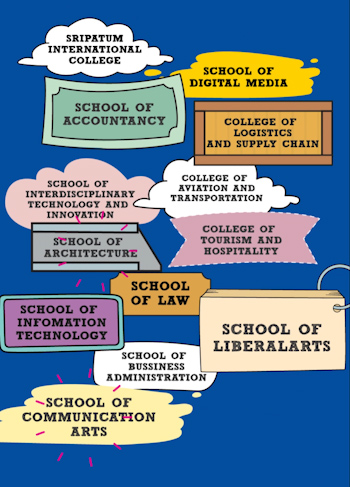 SRIPATUM
INTERNATIONAL
COLLEGE
SCHOOL OF
DIGITAL MEDIA
SCHOOL OF
ACCOUNTANCY
COLLEGE OF
LOGISTICS
AND SUPPLY CHAIN
SCHOOL OF
INTERDISCIPLINARY
TECHNOLOGY AND
INNOVATION
COLLEGE OF
AVIATION AND
TRANSPORTATION
SCHOOL OF
ARCHITECTURE
COLLEGE OF
TOURISM AND
HOSPITALITY
SCHOOL
OF LAW
SCHOOL OF
INFOMATION
TECHNOLOGY
SCHOOL OF
LIBERALARTS
SCHOOL OF
BUSSINESS
ADMINISTRATION
SCHOOL OF
COMMUNICATION
ARTS